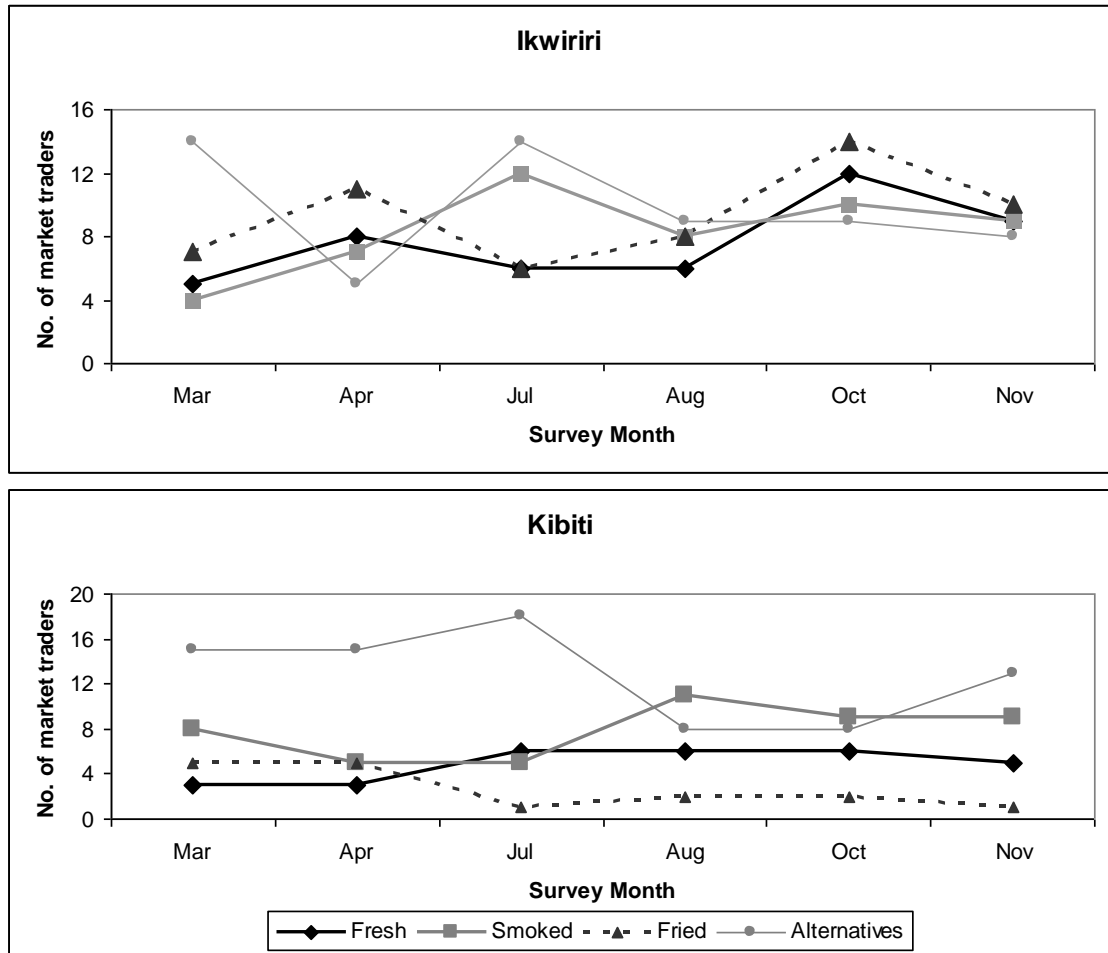 Ikwiriri
No. of market traders
16
12
8
4
0
Mar Apr Jul Aug Oct Nov
Survey Month
Kibiti
No. of market traders
20
16
12
8
4
0
Mar Apr Jul Aug Oct Nov
Survey Month
Fresh Smoked Fried Alternatives